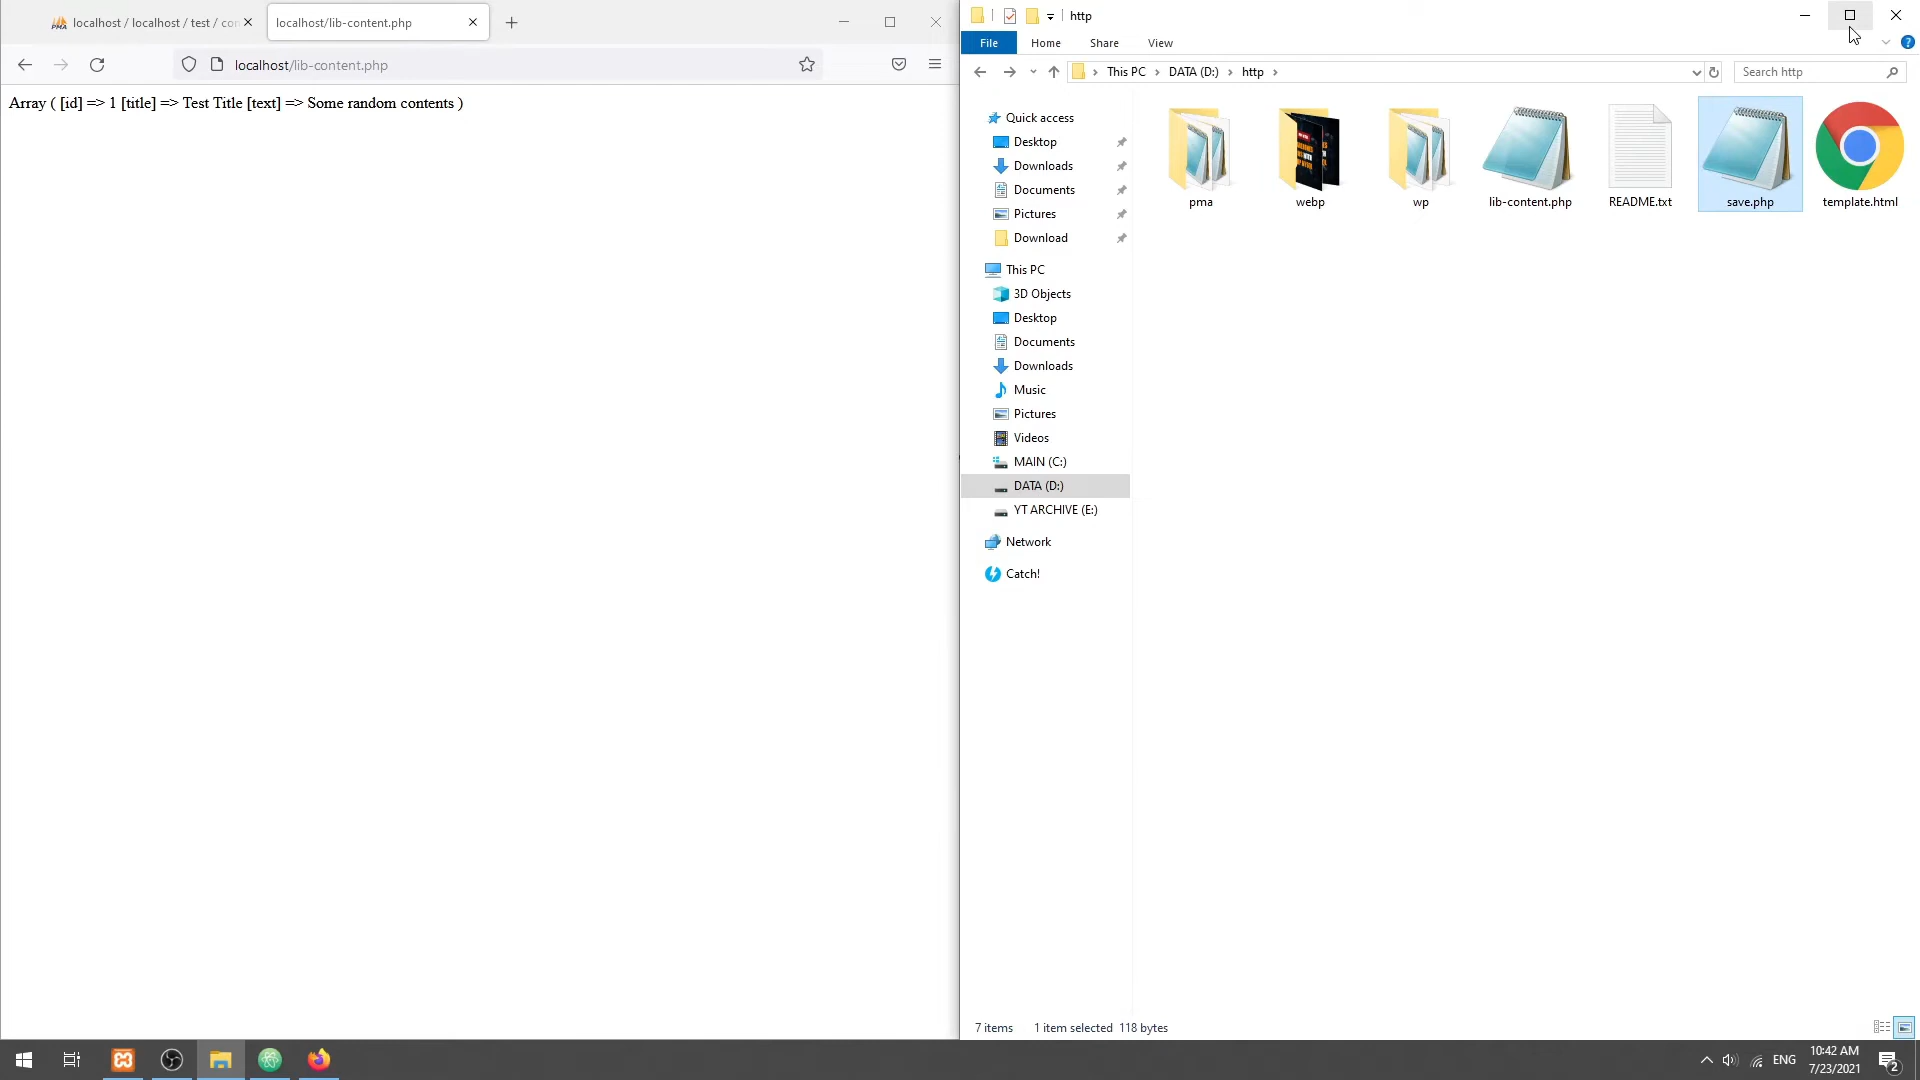 localhost / localhost / test / con
localhost/lib-content.php
localhost/lib-content.php
Array ( [id] => 1 [title] => Test Title [text] => Some random contents )
http
File
Home
Share
View
This PC
DATA (D:)
http
Search http
Quick access
Desktop
Downloads
Documents
Pictures
Download
This PC
3D Objects
Desktop
Documents
Downloads
Music
Pictures
Videos
MAIN (C:)
DATA (D:)
YT ARCHIVE (E:)
Network
Catch!
pma
webp
wp
lib-content.php
README.txt
save.php
template.html
7 items
1 item selected 118 bytes
ENG
10:42 AM
7/23/2021
2